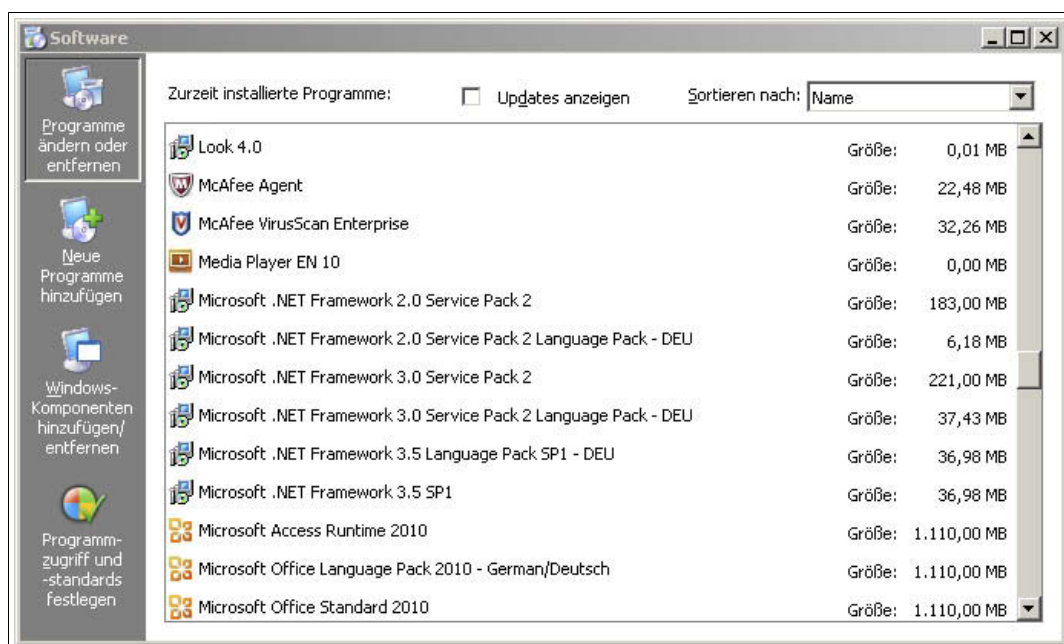 Software
Programme
ändern oder
entfernen
Neue
Programme
hinzufügen
Windows-
Komponenten
hinzufügen/
entfernen
Programm-
zugriff und
-standards
festlegen
Zurzeit installierte Programme: Updates anzeigen Sortieren nach: Name
Look 4.0 Größe: 0,01 MB
McAfee Agent Größe: 22,48 MB
McAfee VirusScan Enterprise Größe: 32,26 MB
Media Player EN 10 Größe: 0,00 MB
Microsoft .NET Framework 2.0 Service Pack 2 Größe: 183,00 MB
Microsoft .NET Framework 2.0 Service Pack 2 Language Pack - DEU Größe: 6,18 MB
Microsoft .NET Framework 3.0 Service Pack 2 Größe: 221,00 MB
Microsoft .NET Framework 3.0 Service Pack 2 Language Pack - DEU Größe: 37,43 MB
Microsoft .NET Framework 3.5 Language Pack SP1 - DEU Größe: 36,98 MB
Microsoft .NET Framework 3.5 SP1 Größe: 36,98 MB
Microsoft Access Runtime 2010 Größe: 1.110,00 MB
Microsoft Office Language Pack 2010 - German/Deutsch Größe: 1.110,00 MB
Microsoft Office Standard 2010 Größe: 1.110,00 MB